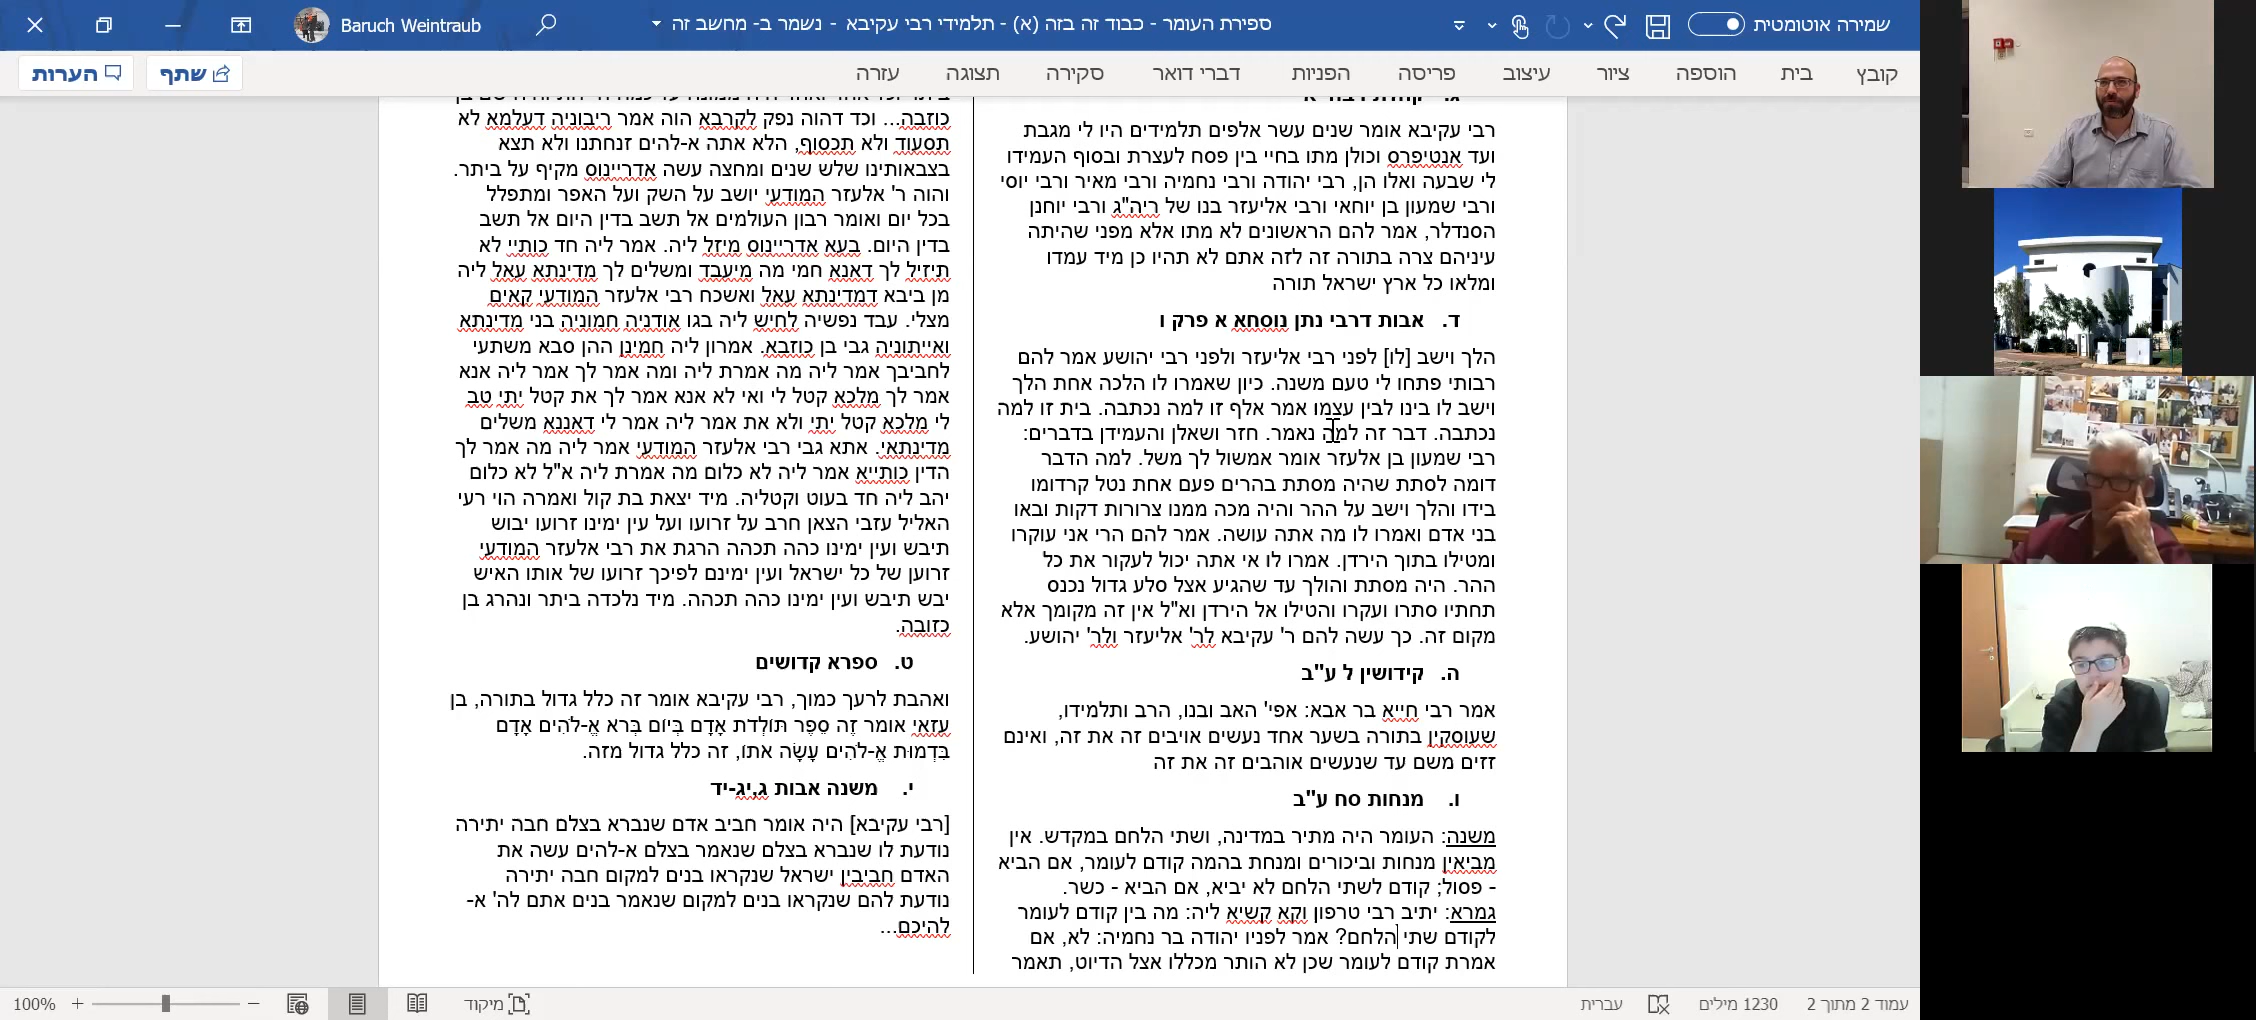 שמירה אוטומטית
ספירת העומר - כבוד זה בזה (א) - תלמידי רבי עקיבא - נשמר ב- מחשב זה
Baruch Weintraub
קובץ בית הוספה ציור עיצוב פריסה הפניות דברי דואר סקירה תצוגה עזרה
שתף
הערות
רבי עקיבא אומר שנים עשר אלפים תלמידים היו לי מגבת
ועד אנטיפרס וכולן מתו בחיי בין פסח לעצרת ובסוף העמידו
לי שבעה ואלו הן, רבי יהודה ורבי נחמיה ורבי מאיר ורבי יוסי
ורבי שמעון בן יוחאי ורבי אליעזר בנו של ריה"ג ורבי יוחנן
הסנדלר, אמר להם הראשונים לא מתו אלא מפני שהיתה
עיניהם צרה בתורה זה לזה אתם לא תהיו כן מיד עמדו
ומלאו כל ארץ ישראל תורה
ד. אבות דרבי נתן נוסחא א פרק ו
הלך וישב [לו] לפני רבי אליעזר ולפני רבי יהושע אמר להם
רבותי פתחו לי טעם משנה. כיון שאמרו לו הלכה אחת הלך
וישב לו בינו לבין עצמו אמר אלף זו למה נכתבה. בית זו למה
נכתבה. דבר זה למה נאמר. חזר ושאלן והעמידן בדברים:
רבי שמעון בן אלעזר אומר אמשול לך משל. למה הדבר
דומה לסתת שהיה מסתת בהרים פעם אחת נטל קרדומו
בידו והלך וישב על ההר והיה מכה ממנו צרורות דקות ובאו
בני אדם ואמרו לו מה אתה עושה. אמר להם הרי אני עוקרו
ומטילו בתוך הירדן. אמרו לו אי אתה יכול לעקור את כל
ההר. היה מסתת והולך עד שהגיע אצל סלע גדול נכנס
תחתיו סתרו ועקרו והטילו אל הירדן וא"ל אין זה מקומך אלא
מקום זה. כך עשה להם ר' עקיבא לר' אליעזר ולר' יהושע.
ה. קידושין ל ע"ב
אמר רבי חייא בר אבא: אפי' האב ובנו, הרב ותלמידו,
שעוסקין בתורה בשער אחד נעשים אויבים זה את זה, ואינם
זזים משם עד שנעשים אוהבים זה את זה
ו. מנחות סח ע"ב
משנה: העומר היה מתיר במדינה, ושתי הלחם במקדש. אין
מביאין מנחות וביכורים ומנחת בהמה קודם לעומר, אם הביא
- פסול; קודם לשתי הלחם לא יביא, אם הביא - כשר.
גמרא: יתיב רבי טרפון וקא קשיא ליה: מה בין קודם לעומר
לקודם שתי הלחם? אמר לפניו יהודה בר נחמיה: לא, אם
אמרת קודם לעומר שכן לא הותר מכללו אצל הדיוט, תאמר
כוזבה... וכד דהוה נפק לקרבא הוה אמר ריבוניה דעלמא לא
תסעוד ולא תכסוף, הלא אתה א-להים זנחתנו ולא תצא
בצבאותינו שלש שנים ומחצה עשה אדריינוס מקיף על ביתר.
והוה ר' אלעזר המודעי יושב על השק ועל האפר ומתפלל
בכל יום ואומר רבון העולמים אל תשב בדין היום אל תשב
בדין היום. בעא אדריינוס מיזל ליה. אמר ליה חד כותיי לא
תיזיל לך דאנא חמי מה מיעבד ומשלים לך מדינתא עאל ליה
מן ביבא דמדינתא עאל ואשכח רבי אלעזר המודעי קאים
מצלי. עבד נפשיה לחיש ליה בגו אודניה חמוניה בני מדינתא
ואייתוניה גבי בן כוזבא. אמרון ליה חמינן ההן סבא משתעי
לחביבך אמר ליה מה אמרת ליה ומה אמר לך אמר ליה אנא
אמר לך מלכא קטל לי ואי לא אנא אמר לך את קטל יתי טב
לי מלכא קטל יתי ולא את אמר ליה אמר לי דאננא משלים
מדינתאי. אתא גבי רבי אלעזר המודעי אמר ליה מה אמר לך
הדין כותייא אמר ליה לא כלום מה אמרת ליה א"ל לא כלום
יהב ליה חד בעוט וקטליה. מיד יצאת בת קול ואמרה הוי רעי
האליל עזבי הצאן חרב על זרועו ועל עין ימינו זרועו יבוש
תיבש ועין ימינו כהה תכהה הרגת את רבי אלעזר המודעי
זרוען של כל ישראל ועין ימינם לפיכך זרועו של אותו האיש
יבש תיבש ועין ימינו כהה תכהה. מיד נלכדה ביתר ונהרג בן
כזובה.
ט. ספרא קדושים
ואהבת לרעך כמוך, רבי עקיבא אומר זה כלל גדול בתורה, בן
עזאי אומר זֶה סֵפֶר תּוֹלְדֹת אָדָם בְּיוֹם בְּרֹא אֱ-לֹהִים אָדָם
בִּדְמוּת אֱ-לֹהִים עָשָׂה אֹתוֹ, זה כלל גדול מזה.
י. משנה אבות ג,יג-יד
[רבי עקיבא] היה אומר חביב אדם שנברא בצלם חבה יתירה
נודעת לו שנברא בצלם שנאמר בצלם א-להים עשה את
האדם חביבין ישראל שנקראו בנים למקום חבה יתירה
נודעת להם שנקראו בנים למקום שנאמר בנים אתם לה' א-
להיכם...
עמוד 2 מתוך 2 1230 מילים עברית
מיקוד
100%